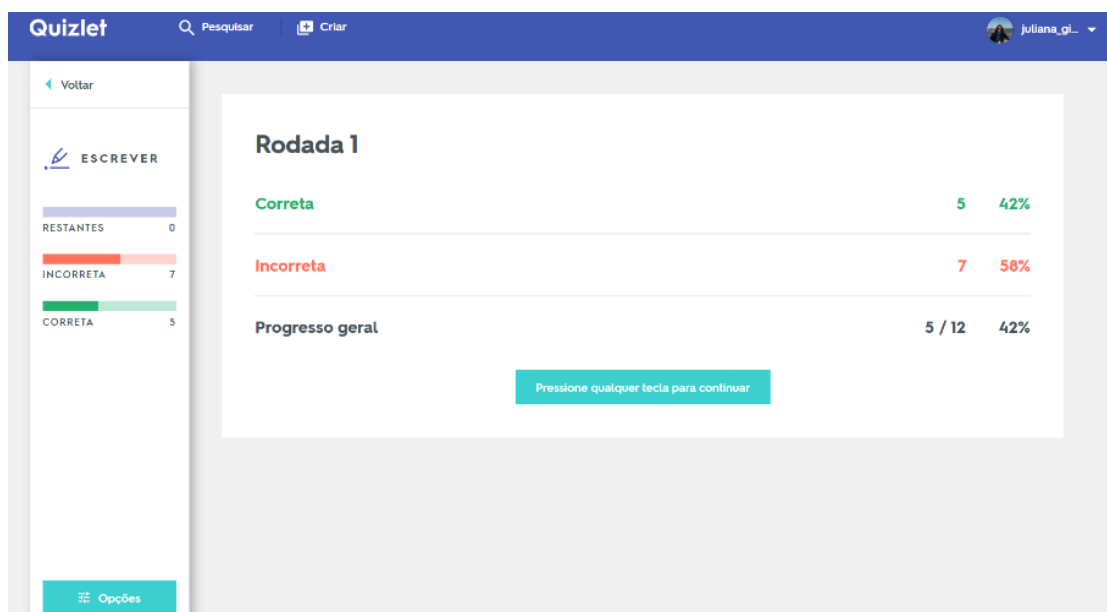 Quizlet Pesquisar Criar juliana_gi...
Voltar
ESCREVER
RESTANTES 0
INCORRETA 7
CORRETA 5
Opções
Rodada 1
Correta 5 42%
Incorreta 7 58%
Progresso geral 5 / 12 42%
Pressione qualquer tecla para continuar